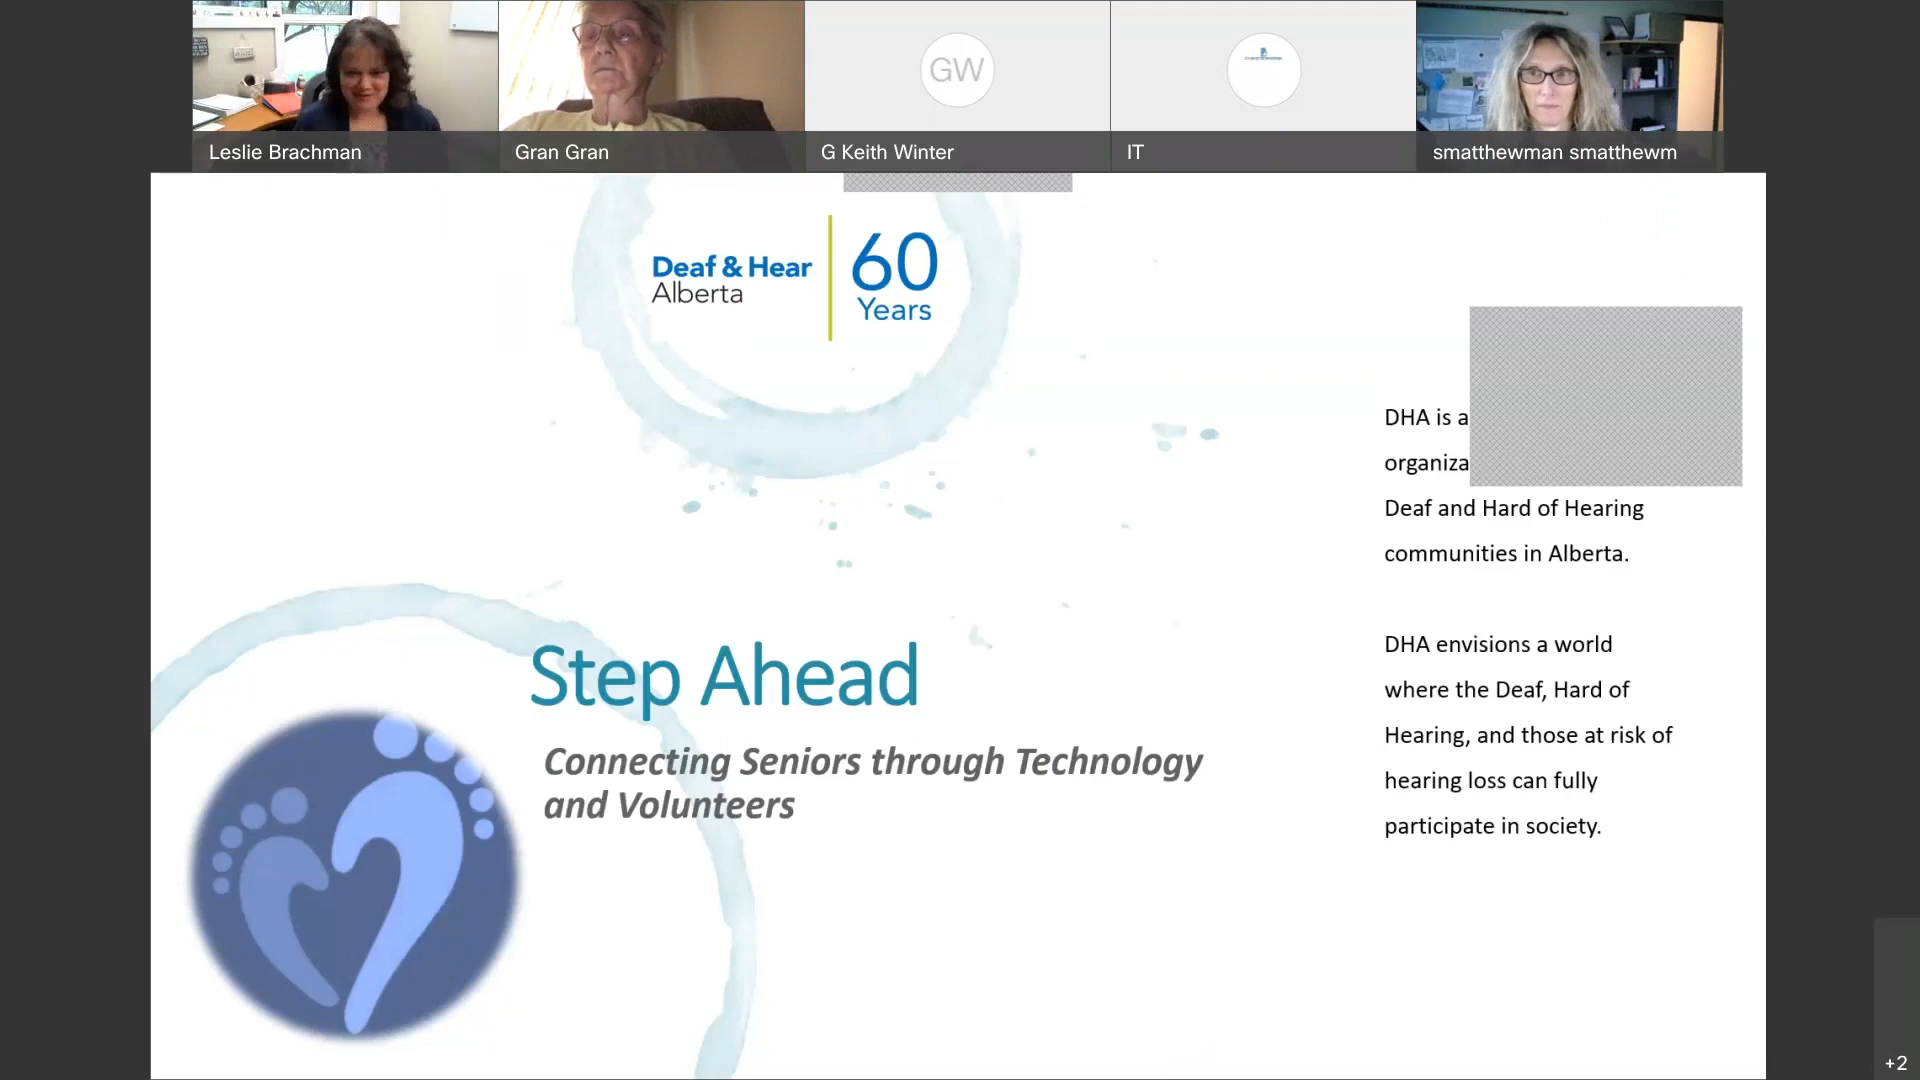 Leslie Brachman
Gran Gran
GW
G Keith Winter
IT
smatthewman smatthewm
Deaf & Hear
Alberta
60
Years
DHA is a
organiza
Deaf and Hard of Hearing
communities in Alberta.
DHA envisions a world
where the Deaf, Hard of
Hearing, and those at risk of
hearing loss can fully
participate in society.
Step Ahead
Connecting Seniors through Technology
and Volunteers
+2